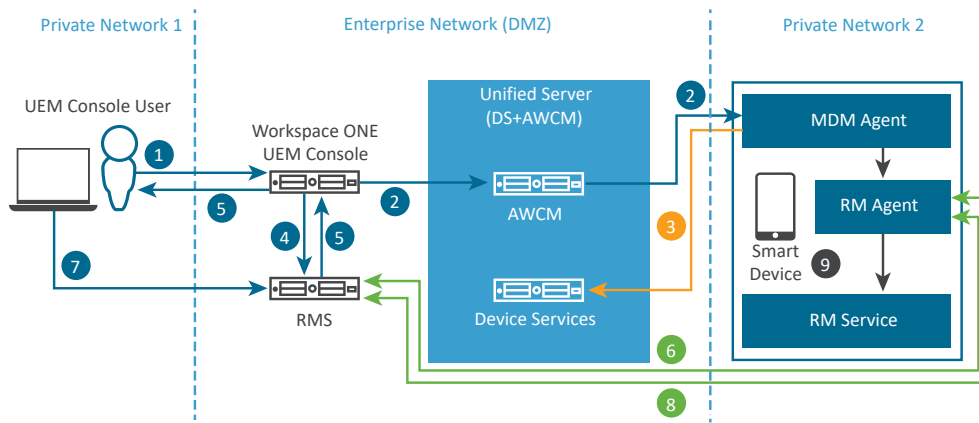 Private Network 1
Enterprise Network (DMZ)
Private Network 2
UEM Console User
Workspace ONE
UEM Console
Unified Server
(DS+AWCM)
2
MDM Agent
1
5
2
AWCM
3
RM Agent
4
5
Smart
Device
9
7
RMS
Device Services
RM Service
6
8